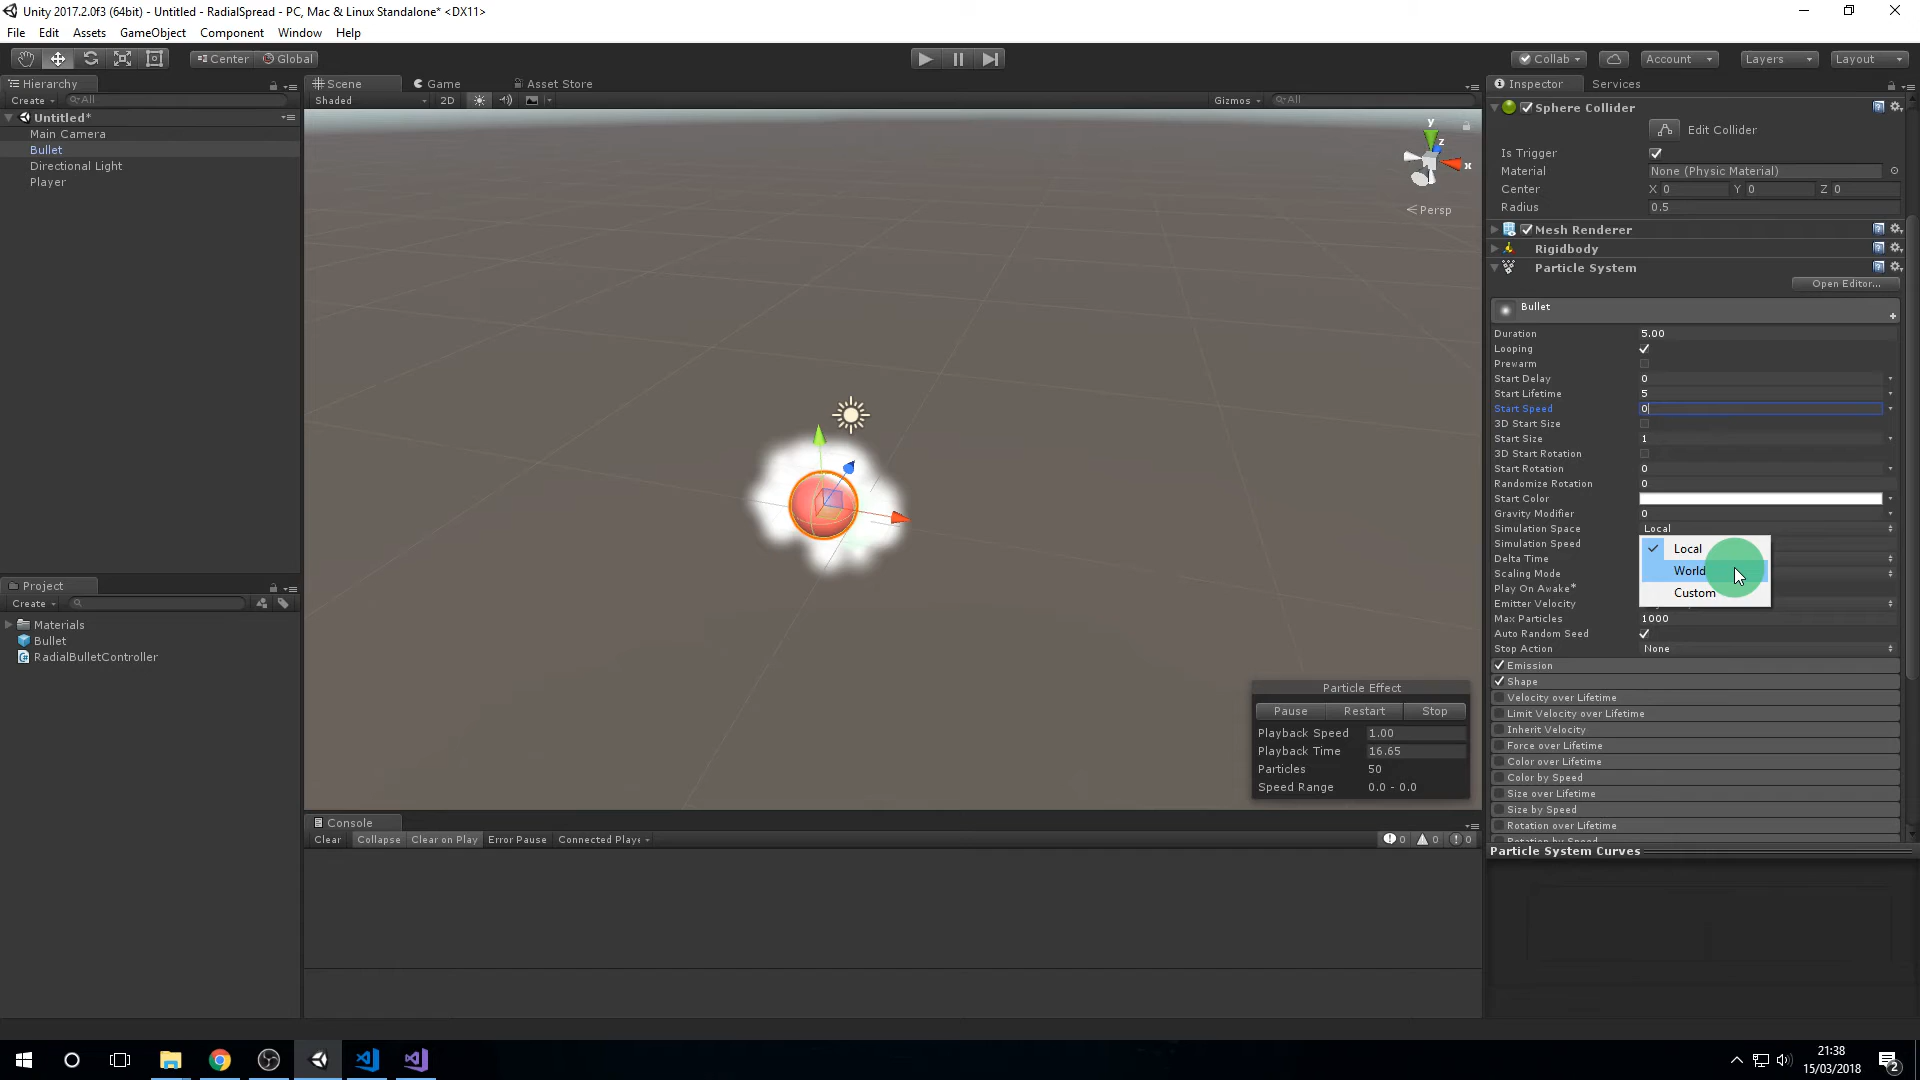 Unity 2017.2.0f3 (64bit) - Untitled - RadialSpread - PC, Mac & Linux Standalone* <DX11>
File Edit Assets GameObject Component Window Help
Center Global Collab Account Layers Layout
Hierarchy
Create All
Untitled*
Main Camera
Bullet
Directional Light
Player
Scene Game Asset Store
Shaded 2D Gizmos All
y
z
x
Persp
Particle Effect
Pause Restart Stop
Playback Speed 1.00
Playback Time 16.65
Particles 50
Speed Range 0.0 - 0.0
Project
Create
Materials
Bullet
RadialBulletController
Console
Clear Collapse Clear on Play Error Pause Connected Playe 0 0 0
Inspector Services
Sphere Collider
Edit Collider
Is Trigger
Material None (Physic Material)
Center X 0 Y 0 Z 0
Radius 0.5
Mesh Renderer
Rigidbody
Particle System
Open Editor...
Bullet
Duration 5.00
Looping
Prewarm
Start Delay 0
Start Lifetime 5
Start Speed 0
3D Start Size
Start Size 1
3D Start Rotation
Start Rotation 0
Randomize Rotation 0
Start Color
Gravity Modifier 0
Simulation Space Local
Simulation Speed
Delta Time
Scaling Mode
Play On Awake*
Emitter Velocity
Local
World
Custom
Max Particles 1000
Auto Random Seed
Stop Action None
Emission
Shape
Velocity over Lifetime
Limit Velocity over Lifetime
Inherit Velocity
Force over Lifetime
Color over Lifetime
Color by Speed
Size over Lifetime
Size by Speed
Rotation over Lifetime
Rotation by Speed
Particle System Curves
21:38
15/03/2018
2